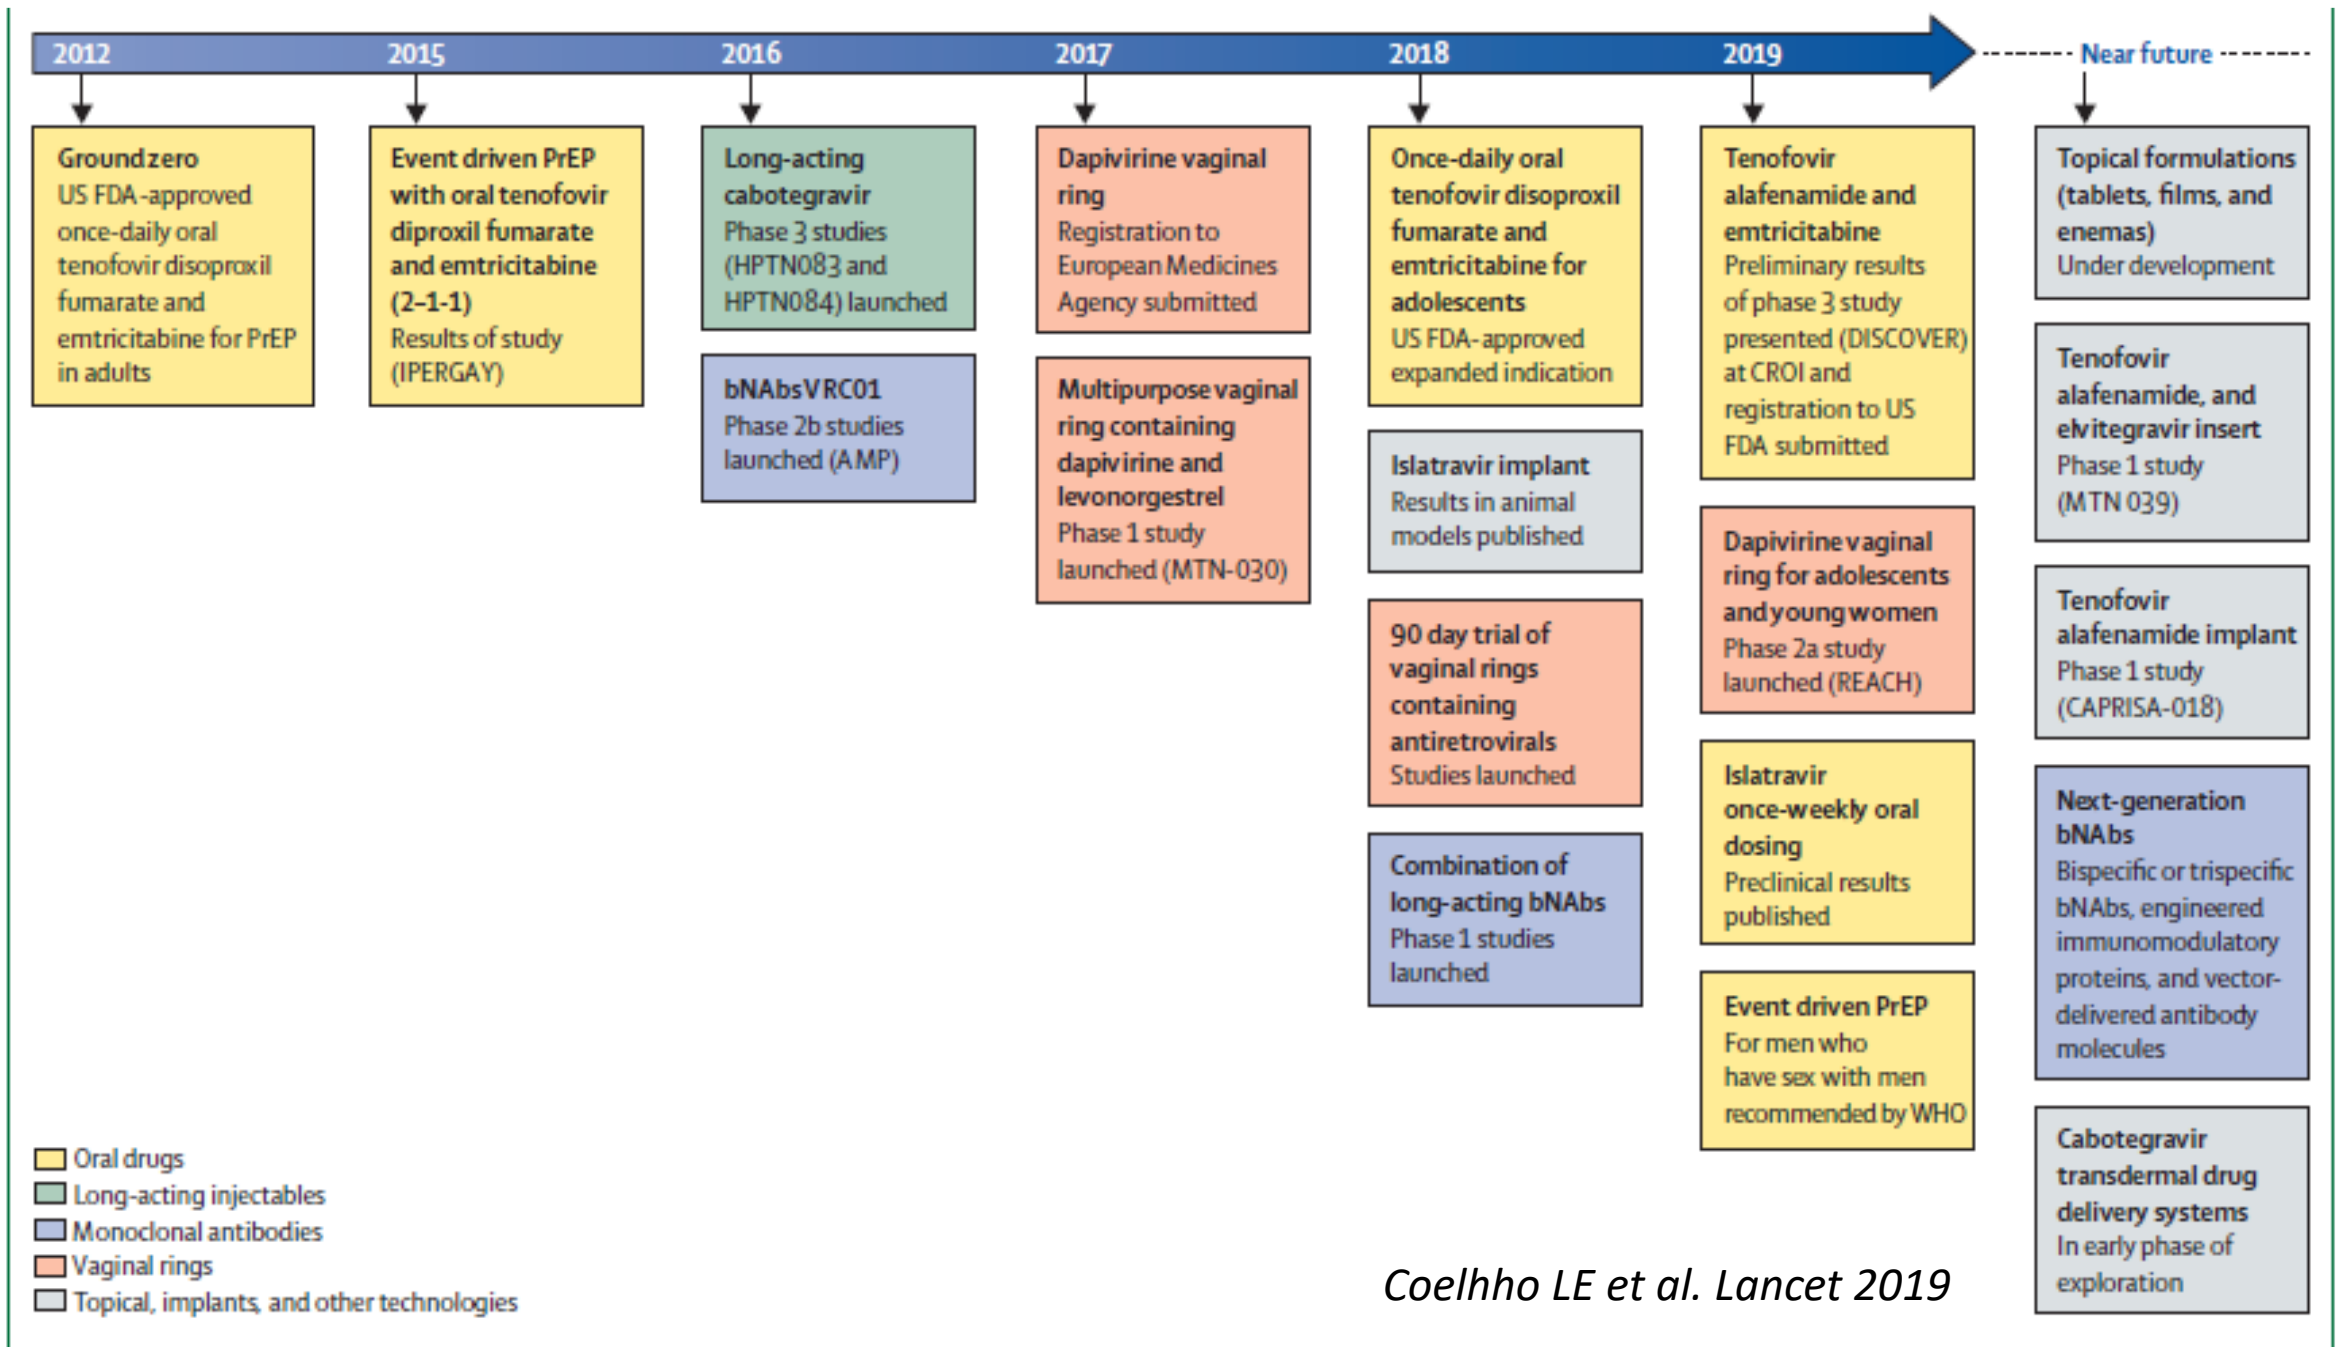 2012
2015
2016
2017
2018
2019
Near future
Ground zero
US FDA-approved
once-daily oral
tenofovir disoproxil
fumarate and
emtricitabine for PrEP
in adults
Event driven PrEP
with oral tenofovir
diproxil fumarate
and emtricitabine
(2–1-1)
Results of study
(IPERGAY)
Long-acting
cabotegravir
Phase 3 studies
(HPTN083 and
HPTN084) launched
bNAbsVRC01
Phase 2b studies
launched (AMP)
Dapivirine vaginal
ring
Registration to
European Medicines
Agency submitted
Multipurpose vaginal
ring containing
dapivirine and
levonorgestrel
Phase 1 study
launched (MTN-030)
Once-daily oral
tenofovir disoproxil
fumarate and
emtricitabine for
adolescents
US FDA-approved
expanded indication
Islatravir implant
Results in animal
models published
90 day trial of
vaginal rings
containing
antiretrovirals
Studies launched
Combination of
long-acting bNAbs
Phase 1 studies
launched
Tenofovir
alafenamide and
emtricitabine
Preliminary results
of phase 3 study
presented (DISCOVER)
at CROI and
registration to US
FDA submitted
Dapivirine vaginal
ring for adolescents
and young women
Phase 2a study
launched (REACH)
Islatravir
once-weekly oral
dosing
Preclinical results
published
Event driven PrEP
For men who
have sex with men
recommended by WHO
Topical formulations
(tablets, films, and
enemas)
Under development
Tenofovir
alafenamide, and
elvitegravir insert
Phase 1 study
(MTN 039)
Tenofovir
alafenamide implant
Phase 1 study
(CAPRISA-018)
Next-generation
bNAbs
Bispecific or trispecific
bNAbs, engineered
immunomodulatory
proteins, and vector-
delivered antibody
molecules
Cabotegravir
transdermal drug
delivery systems
In early phase of
exploration
Oral drugs
Long-acting injectables
Monoclonal antibodies
Vaginal rings
Topical, implants, and other technologies
Coelhho LE et al. Lancet 2019